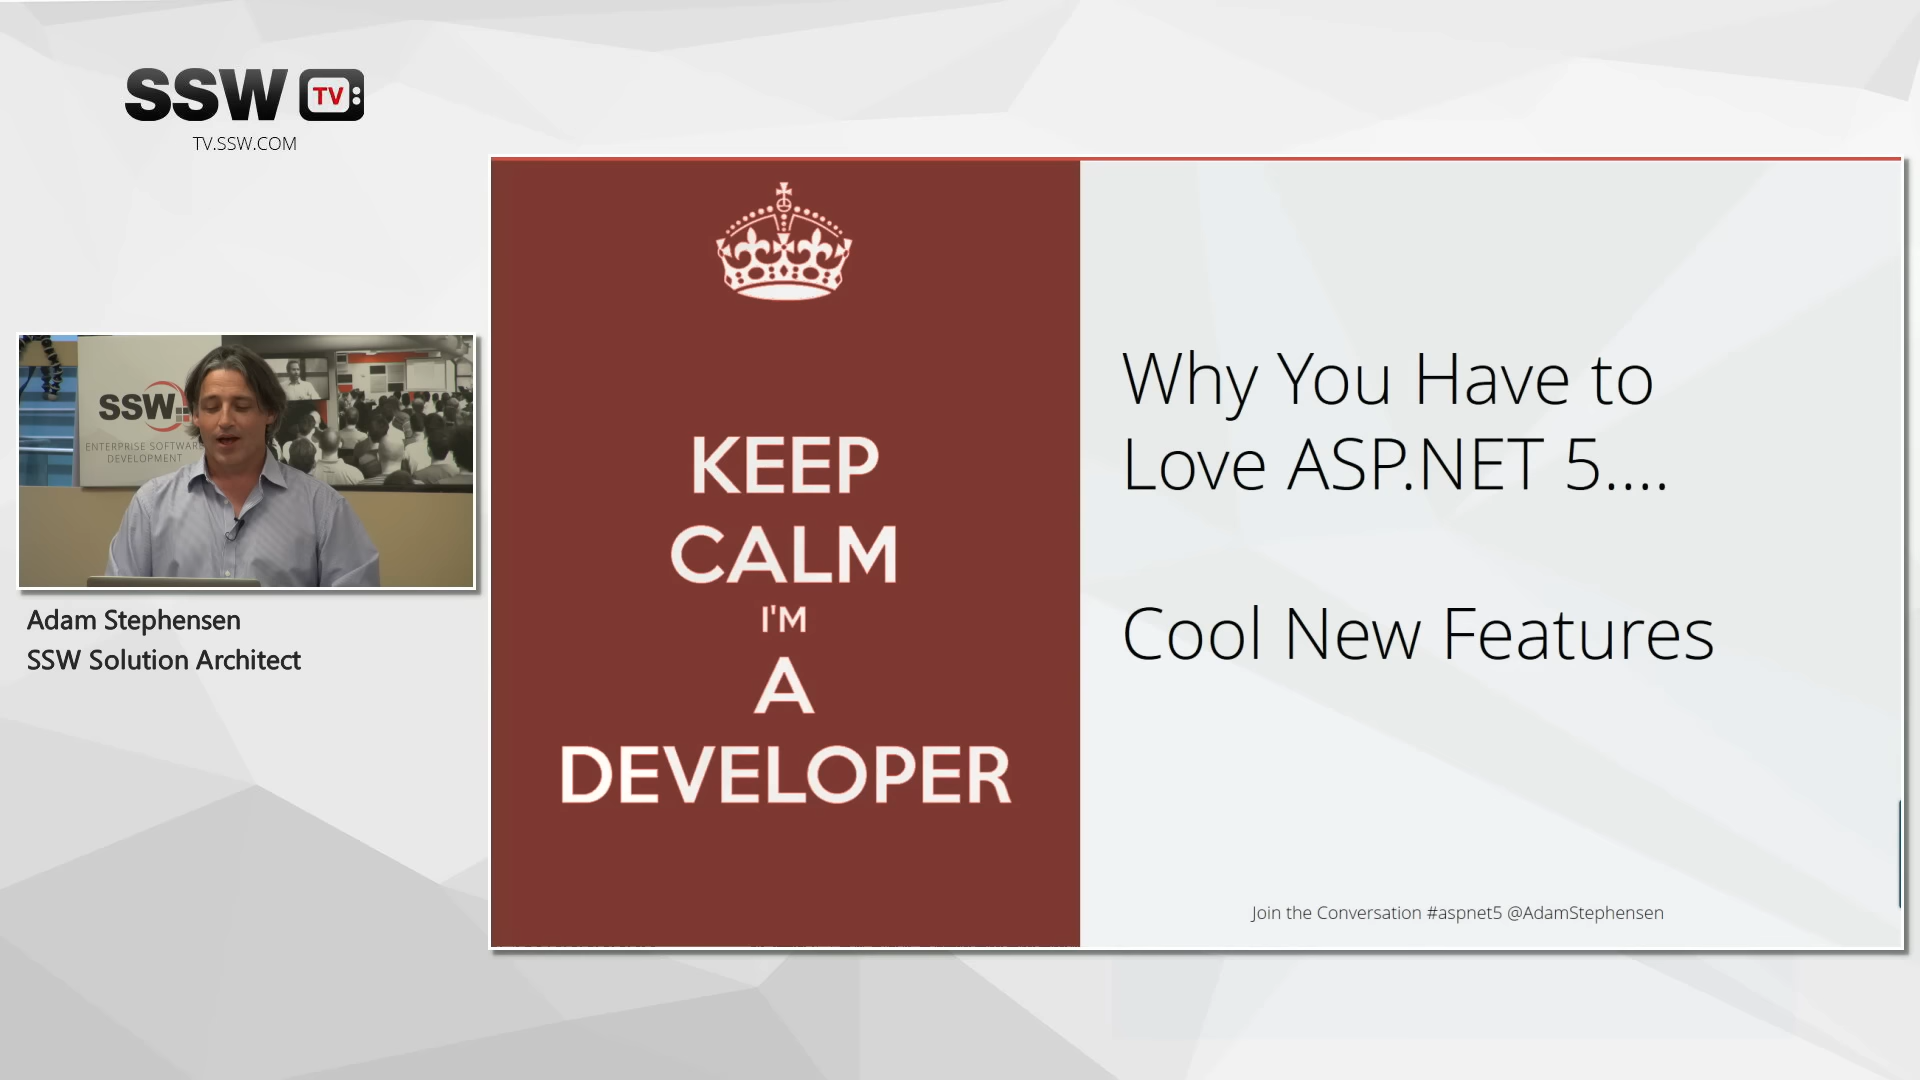 SSW TV
TV.SSW.COM
SSW
ENTERPRISE SOFTWARE
DEVELOPMENT
Adam Stephensen
SSW Solution Architect
KEEP
CALM
I'M
A
DEVELOPER
Why You Have to
Love ASP.NET 5....
Cool New Features
Join the Conversation #aspnet5 @AdamStephensen